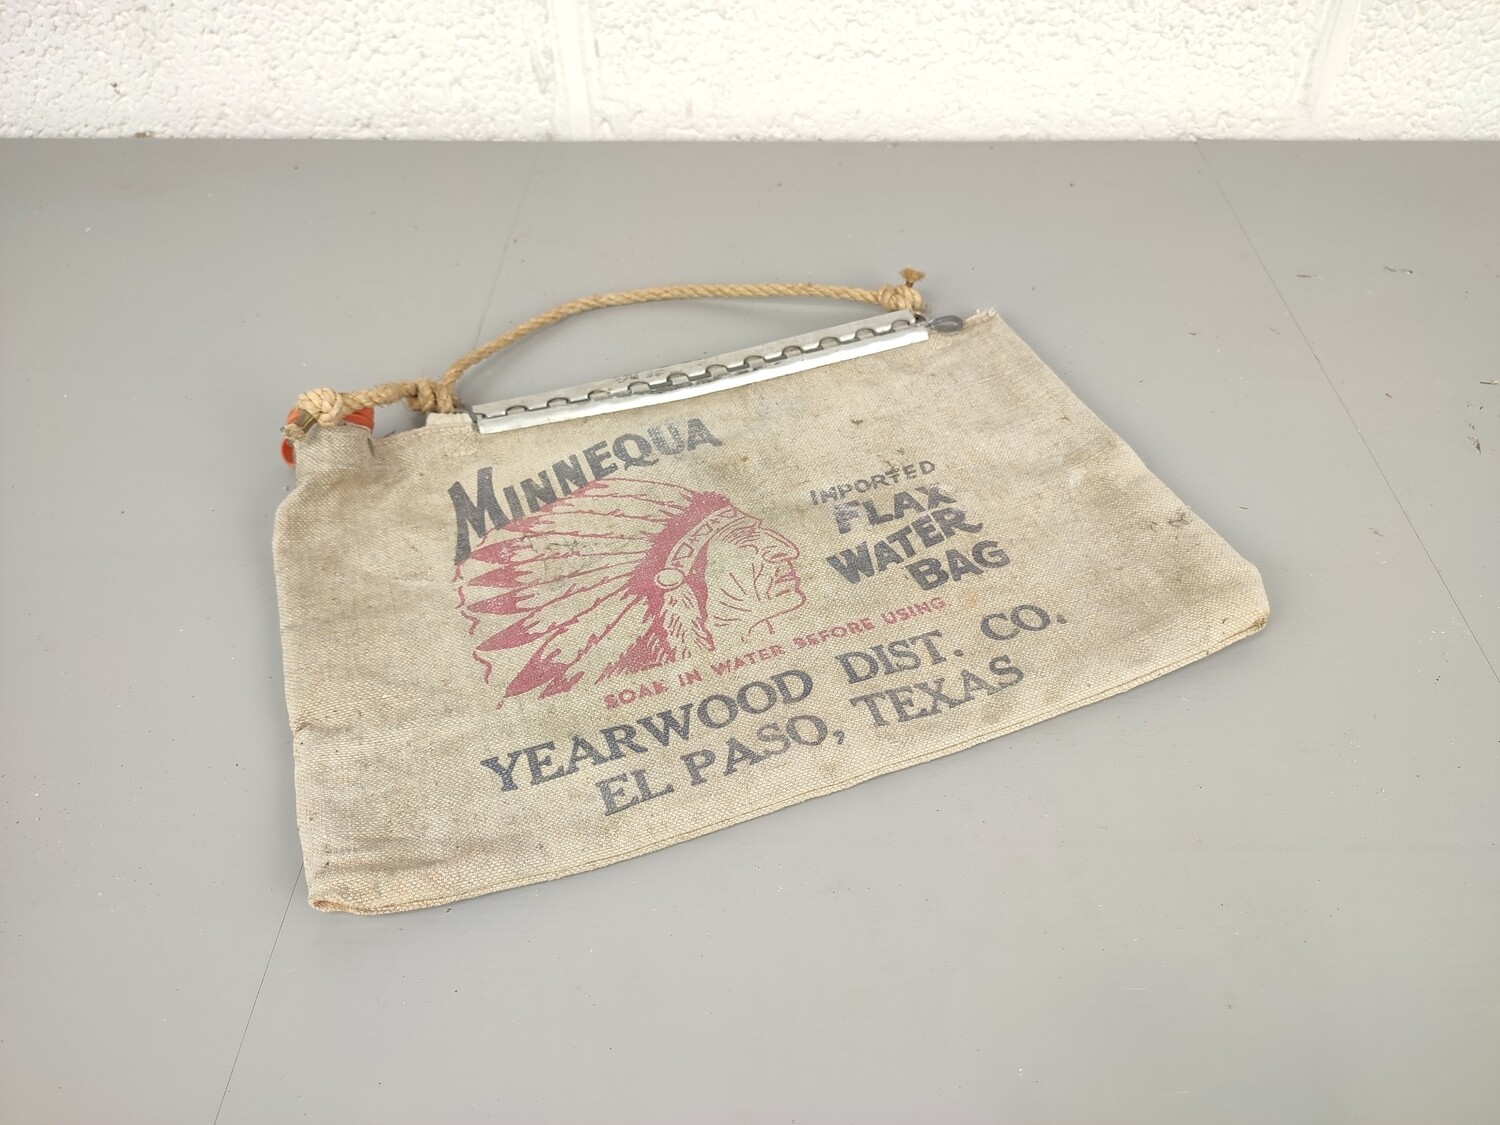 MINNEQUA
IMPORTED
FLAX
WATER
BAG
SOAK IN WATER BEFORE USING
YEARWOOD DIST. CO.
EL PASO, TEXAS